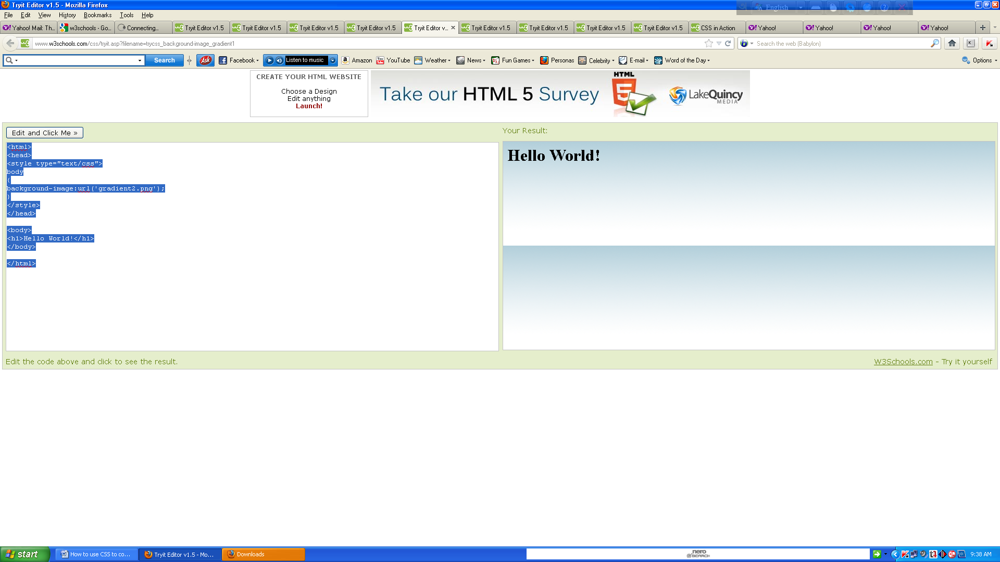 Tryit Editor v1.5 - Mozilla Firefox
English
File Edit View History Bookmarks Tools Help
Yahoo! Mail: Th... w3schools - Go... Connecting... Tryit Editor v1.5 Tryit Editor v1.5 Tryit Editor v1.5 Tryit Editor v1.5 Tryit Editor v... Tryit Editor v1.5 Tryit Editor v1.5 Tryit Editor v1.5 Tryit Editor v1.5 CSS in Action Yahoo! Yahoo! Yahoo! Yahoo!
www.w3schools.com/css/tryit.asp?filename=trycss_background-image_gradient1 Search the web (Babylon)
Search Ask Facebook Listen to music Amazon YouTube Weather News Fun Games Personas Celebrity E-mail Word of the Day Options
CREATE YOUR HTML WEBSITE
Choose a Design
Edit anything
Launch!
Take our HTML 5 Survey
HTML
LakeQuincy
MEDIA
Edit and Click Me »
Your Result:
<html>
<head>
<style type="text/css">
body
{
background-image:url('gradient2.png');
}
</style>
</head>
<body>
<h1>Hello World!</h1>
</body>
</html>
Hello World!
Edit the code above and click to see the result.
W3Schools.com - Try it yourself
start How to use CSS to co... Tryit Editor v1.5 - Mo... Downloads
nero
SEARCH
9:38 AM